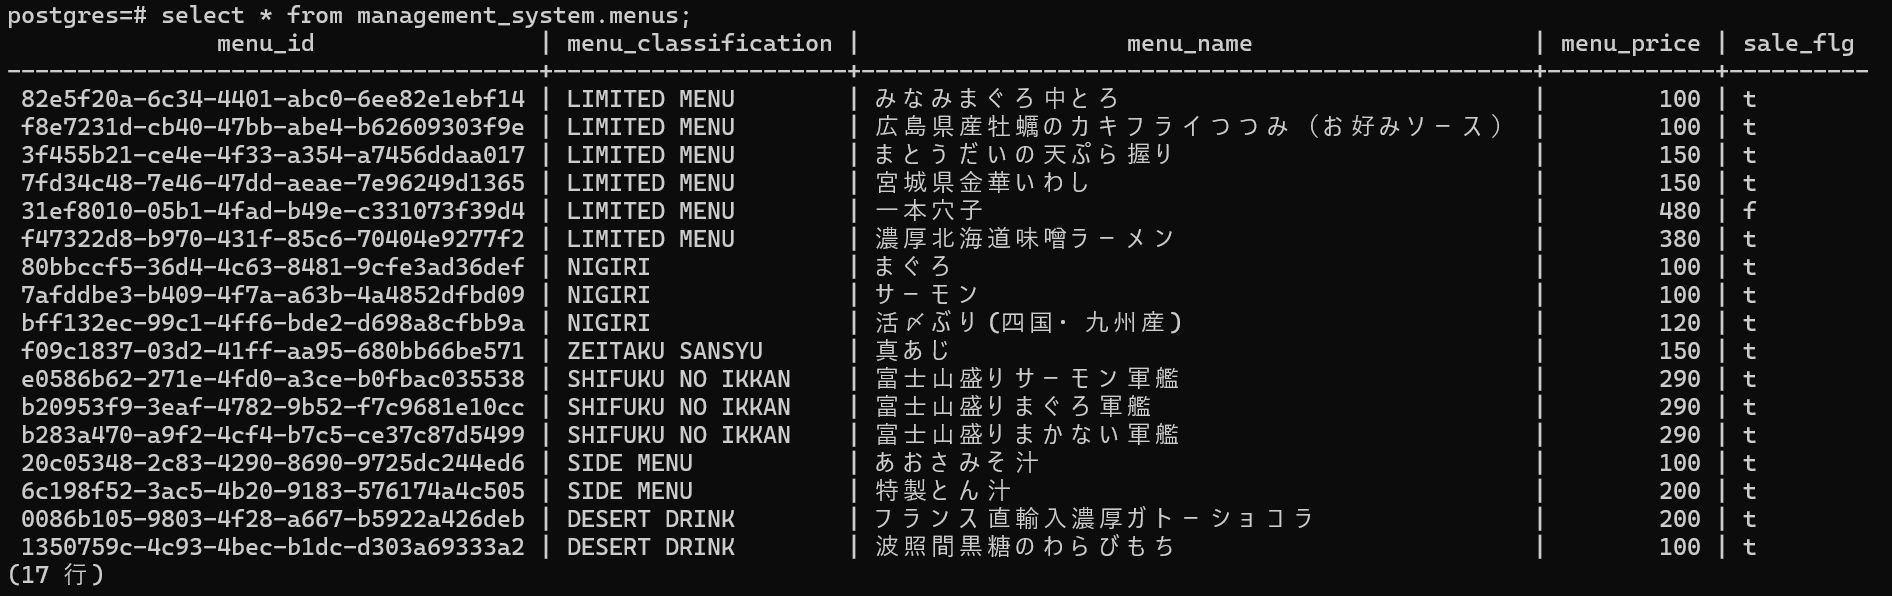 postgres=# select * from management_system.menus;
menu_id | menu_classification | menu_name | menu_price | sale_flg
--------------------------------------+---------------------+------------------------------------------------+------------+----------
82e5f20a-6c34-4401-abc0-6ee82e1ebf14 | LIMITED MENU | みなみまぐろ中とろ | 100 | t
f8e7231d-cb40-47bb-abe4-b62609303f9e | LIMITED MENU | 広島県産牡蠣のカキフライつつみ（お好みソース） | 100 | t
3f455b21-ce4e-4f33-a354-a7456ddaa017 | LIMITED MENU | まとうだいの天ぷら握り | 150 | t
7fd34c48-7e46-47dd-aeae-7e96249d1365 | LIMITED MENU | 宮城県金華いわし | 150 | t
31ef8010-05b1-4fad-b49e-c331073f39d4 | LIMITED MENU | 一本穴子 | 480 | f
f47322d8-b970-431f-85c6-70404e9277f2 | LIMITED MENU | 濃厚北海道味噌ラーメン | 380 | t
80bbccf5-36d4-4c63-8481-9cfe3ad36def | NIGIRI | まぐろ | 100 | t
7afddbe3-b409-4f7a-a63b-4a4852dfbd09 | NIGIRI | サーモン | 100 | t
bff132ec-99c1-4ff6-bde2-d698a8cfbb9a | NIGIRI | 活〆ぶり(四国・九州産) | 120 | t
f09c1837-03d2-41ff-aa95-680bb66be571 | ZEITAKU SANSYU | 真あじ | 150 | t
e0586b62-271e-4fd0-a3ce-b0fbac035538 | SHIFUKU NO IKKAN | 富士山盛りサーモン軍艦 | 290 | t
b20953f9-3eaf-4782-9b52-f7c9681e10cc | SHIFUKU NO IKKAN | 富士山盛りまぐろ軍艦 | 290 | t
b283a470-a9f2-4cf4-b7c5-ce37c87d5499 | SHIFUKU NO IKKAN | 富士山盛りまかない軍艦 | 290 | t
20c05348-2c83-4290-8690-9725dc244ed6 | SIDE MENU | あおさみそ汁 | 100 | t
6c198f52-3ac5-4b20-9183-576174a4c505 | SIDE MENU | 特製とん汁 | 200 | t
0086b105-9803-4f28-a667-b5922a426deb | DESERT DRINK | フランス直輸入濃厚ガトーショコラ | 200 | t
1350759c-4c93-4bec-b1dc-d303a69333a2 | DESERT DRINK | 波照間黒糖のわらびもち | 100 | t
(17 行)